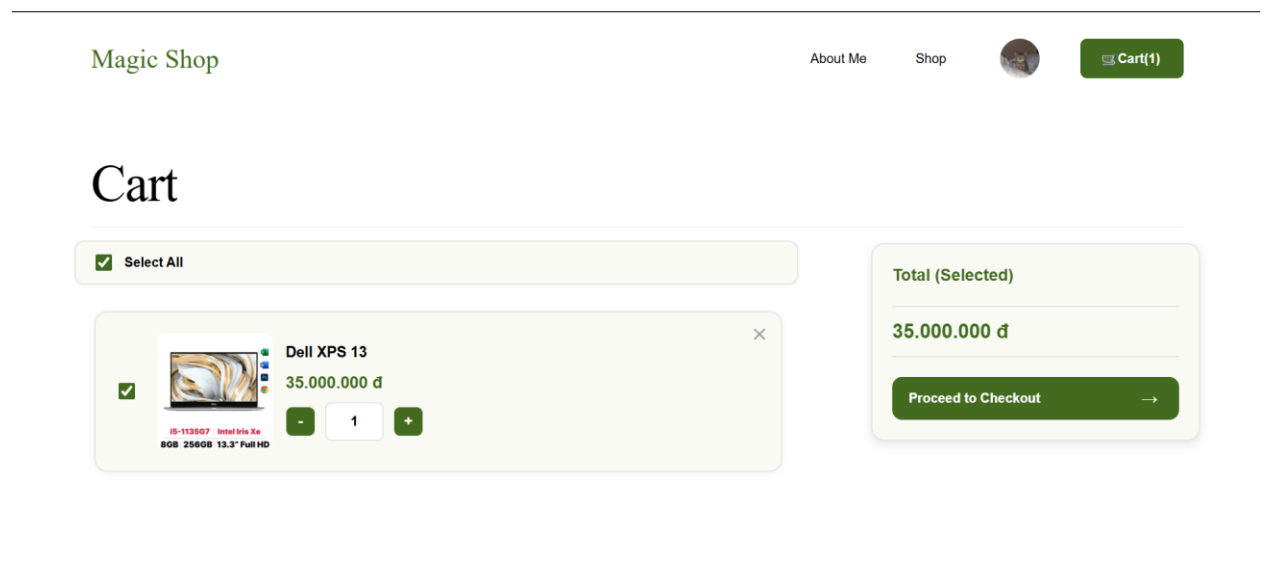 Magic Shop
About Me
Shop
Cart(1)
Cart
Select All
Dell XPS 13
35.000.000 đ
-
1
+
i5-1135G7 Intel Iris Xe
8GB 256GB 13.3" Full HD
Total (Selected)
35.000.000 đ
Proceed to Checkout →